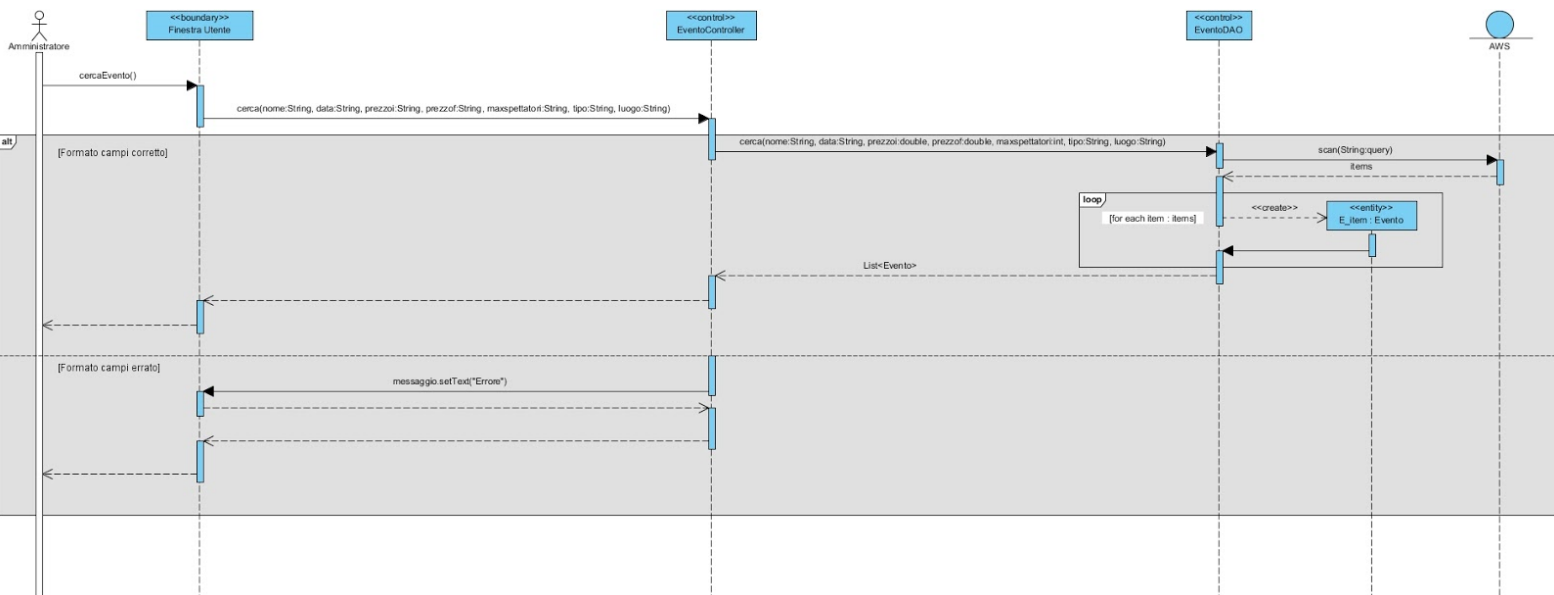 Amministratore
<<boundary>>
Finestra Utente
<<control>>
EventoController
<<control>>
EventoDAO
AWS
cercaEvento()
cerca(nome:String, data:String, prezzoi:String, prezzof:String, maxspettatori:String, tipo:String, luogo:String)
alt
[Formato campi corretto]
cerca(nome:String, data:String, prezzoi:double, prezzof:double, maxspettatori:int, tipo:String, luogo:String)
scan(String:query)
items
loop
[for each item : items]
<<create>>
<<entity>>
E_item : Evento
List<Evento>
[Formato campi errato]
messaggio.setText("Errore")